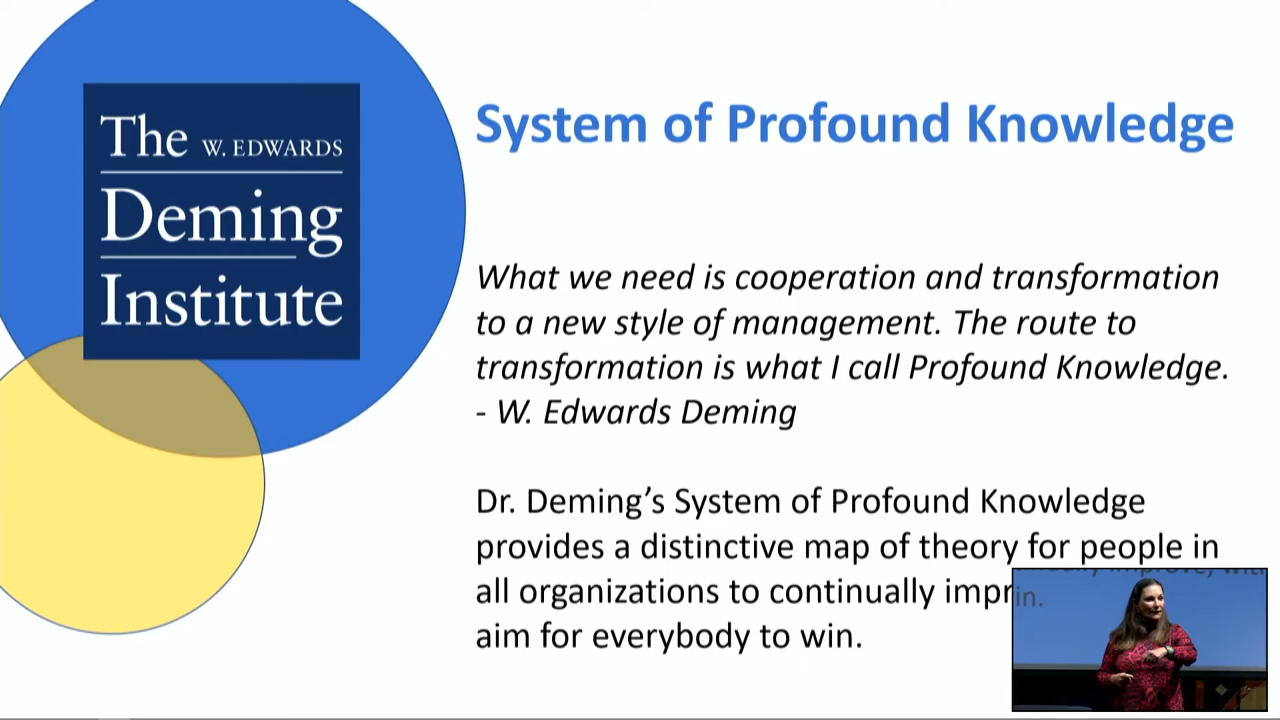 The W. EDWARDS
Deming
Institute
System of Profound Knowledge
What we need is cooperation and transformation
to a new style of management. The route to
transformation is what I call Profound Knowledge.
- W. Edwards Deming
Dr. Deming's System of Profound Knowledge
provides a distinctive map of theory for people in
all organizations to continually impr
aim for everybody to win.
in.